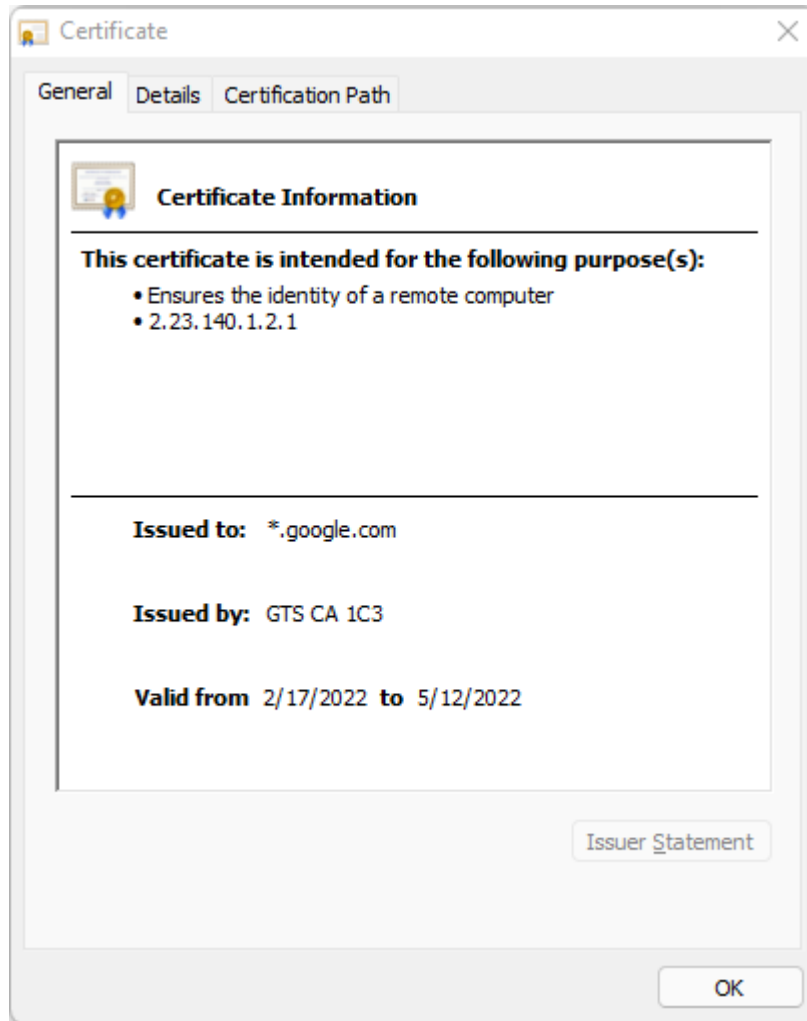 Certificate
General Details Certification Path
Certificate Information
This certificate is intended for the following purpose(s):
• Ensures the identity of a remote computer
• 2.23.140.1.2.1
Issued to: *.google.com
Issued by: GTS CA 1C3
Valid from 2/17/2022 to 5/12/2022
Issuer Statement
OK